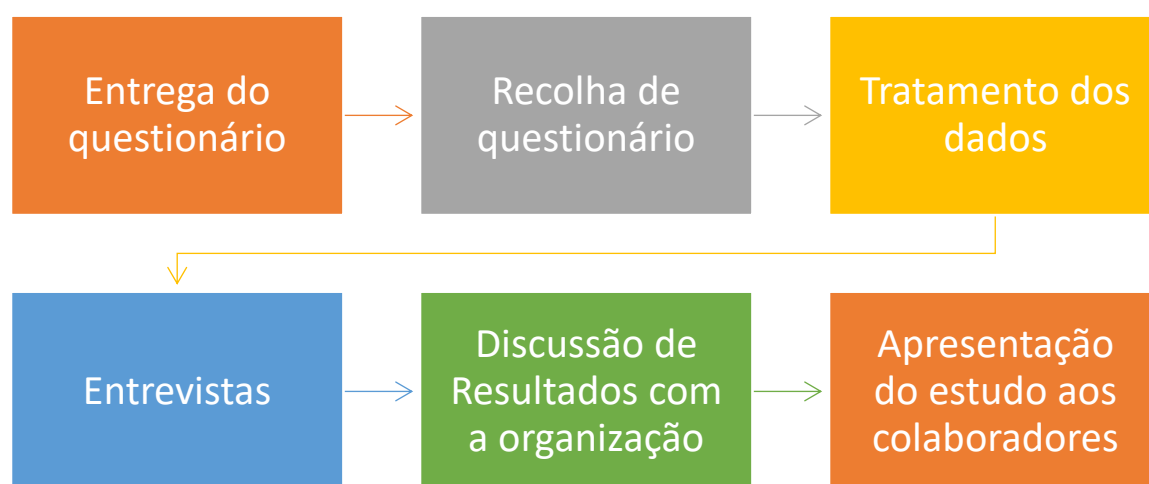 Entrega do
questionário
Recolha de
questionário
Tratamento dos
dados
Entrevistas
Discussão de
Resultados com
a organização
Apresentação
do estudo aos
colaboradores